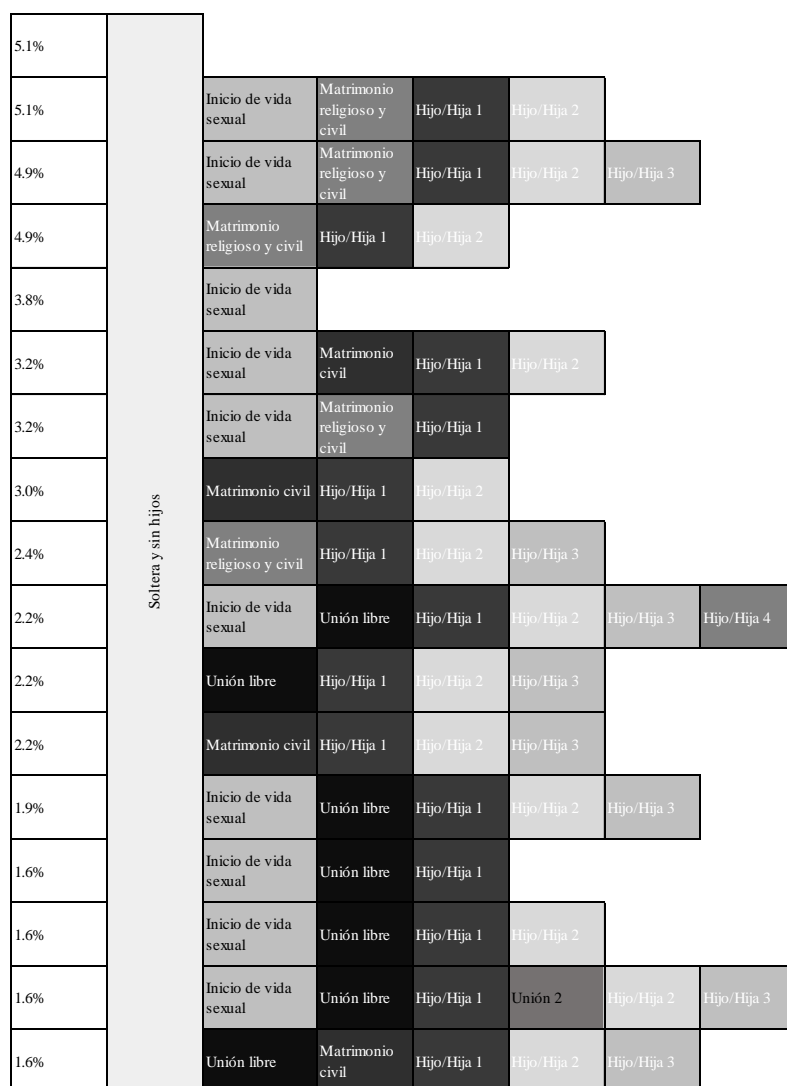 5.1%
Soltera y sin hijos
5.1%
Inicio de vida
sexual
Matrimonio
religioso y
civil
Hijo/Hija 1
Hijo/Hija 2
4.9%
Inicio de vida
sexual
Matrimonio
religioso y
civil
Hijo/Hija 1
Hijo/Hija 2
Hijo/Hija 3
4.9%
Matrimonio
religioso y civil
Hijo/Hija 1
Hijo/Hija 2
3.8%
Inicio de vida
sexual
3.2%
Inicio de vida
sexual
Matrimonio
civil
Hijo/Hija 1
Hijo/Hija 2
3.2%
Inicio de vida
sexual
Matrimonio
religioso y
civil
Hijo/Hija 1
3.0%
Matrimonio civil
Hijo/Hija 1
Hijo/Hija 2
2.4%
Matrimonio
religioso y civil
Hijo/Hija 1
Hijo/Hija 2
Hijo/Hija 3
2.2%
Inicio de vida
sexual
Unión libre
Hijo/Hija 1
Hijo/Hija 2
Hijo/Hija 3
Hijo/Hija 4
2.2%
Unión libre
Hijo/Hija 1
Hijo/Hija 2
Hijo/Hija 3
2.2%
Matrimonio civil
Hijo/Hija 1
Hijo/Hija 2
Hijo/Hija 3
1.9%
Inicio de vida
sexual
Unión libre
Hijo/Hija 1
Hijo/Hija 2
Hijo/Hija 3
1.6%
Inicio de vida
sexual
Unión libre
Hijo/Hija 1
1.6%
Inicio de vida
sexual
Unión libre
Hijo/Hija 1
Hijo/Hija 2
1.6%
Inicio de vida
sexual
Unión libre
Hijo/Hija 1
Unión 2
Hijo/Hija 2
Hijo/Hija 3
1.6%
Unión libre
Matrimonio
civil
Hijo/Hija 1
Hijo/Hija 2
Hijo/Hija 3